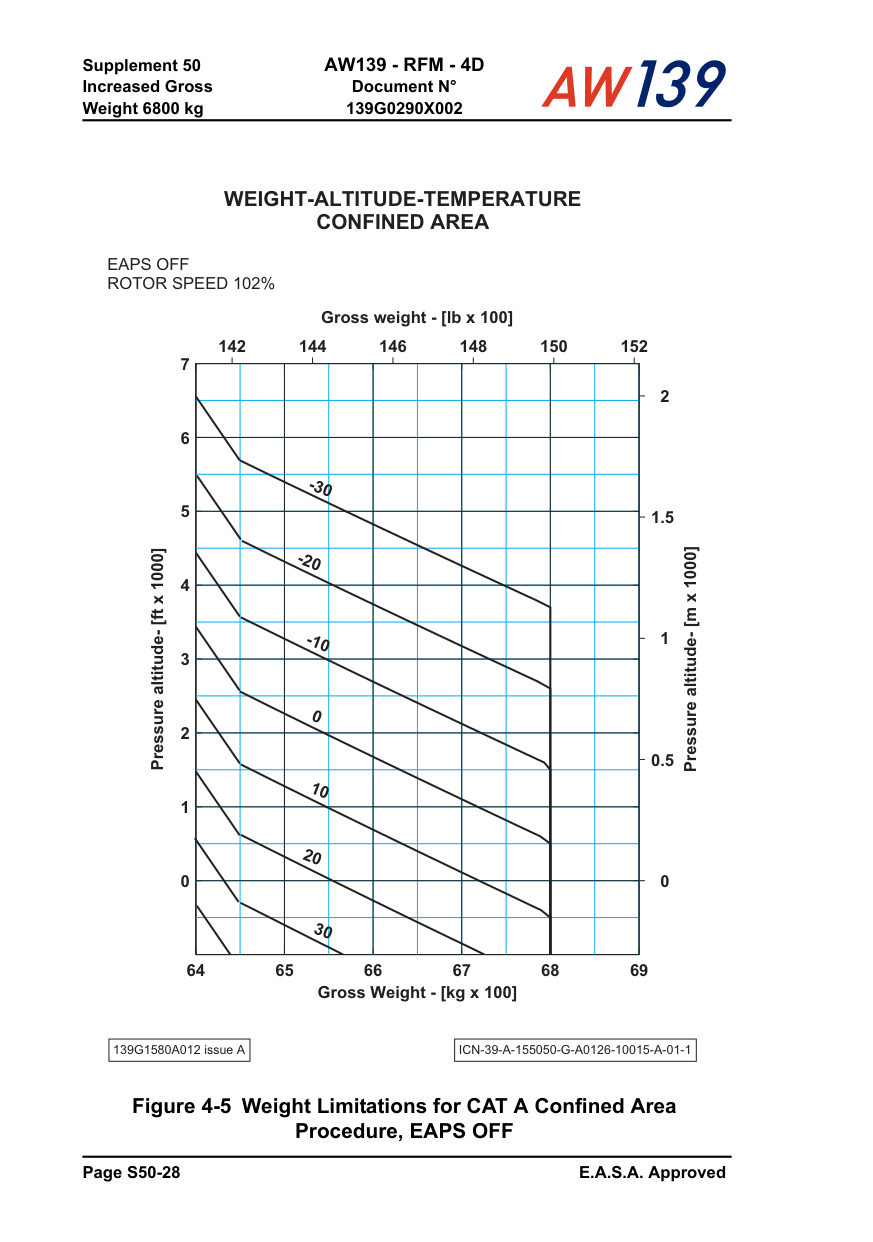 Supplement 50
Increased Gross
Weight 6800 kg
AW139 - RFM - 4D
Document N°
139G0290X002
AW139
WEIGHT-ALTITUDE-TEMPERATURE
CONFINED AREA
EAPS OFF
ROTOR SPEED 102%
Gross weight - [lb x 100]
142 144 146 148 150 152
7
6
5
4
3
2
1
0
Pressure altitude- [ft x 1000]
-30
-20
-10
0
10
20
30
2
1.5
1
0.5
0
Pressure altitude- [m x 1000]
64 65 66 67 68 69
Gross Weight - [kg x 100]
139G1580A012 issue A
ICN-39-A-155050-G-A0126-10015-A-01-1
Figure 4-5 Weight Limitations for CAT A Confined Area
Procedure, EAPS OFF
Page S50-28
E.A.S.A. Approved